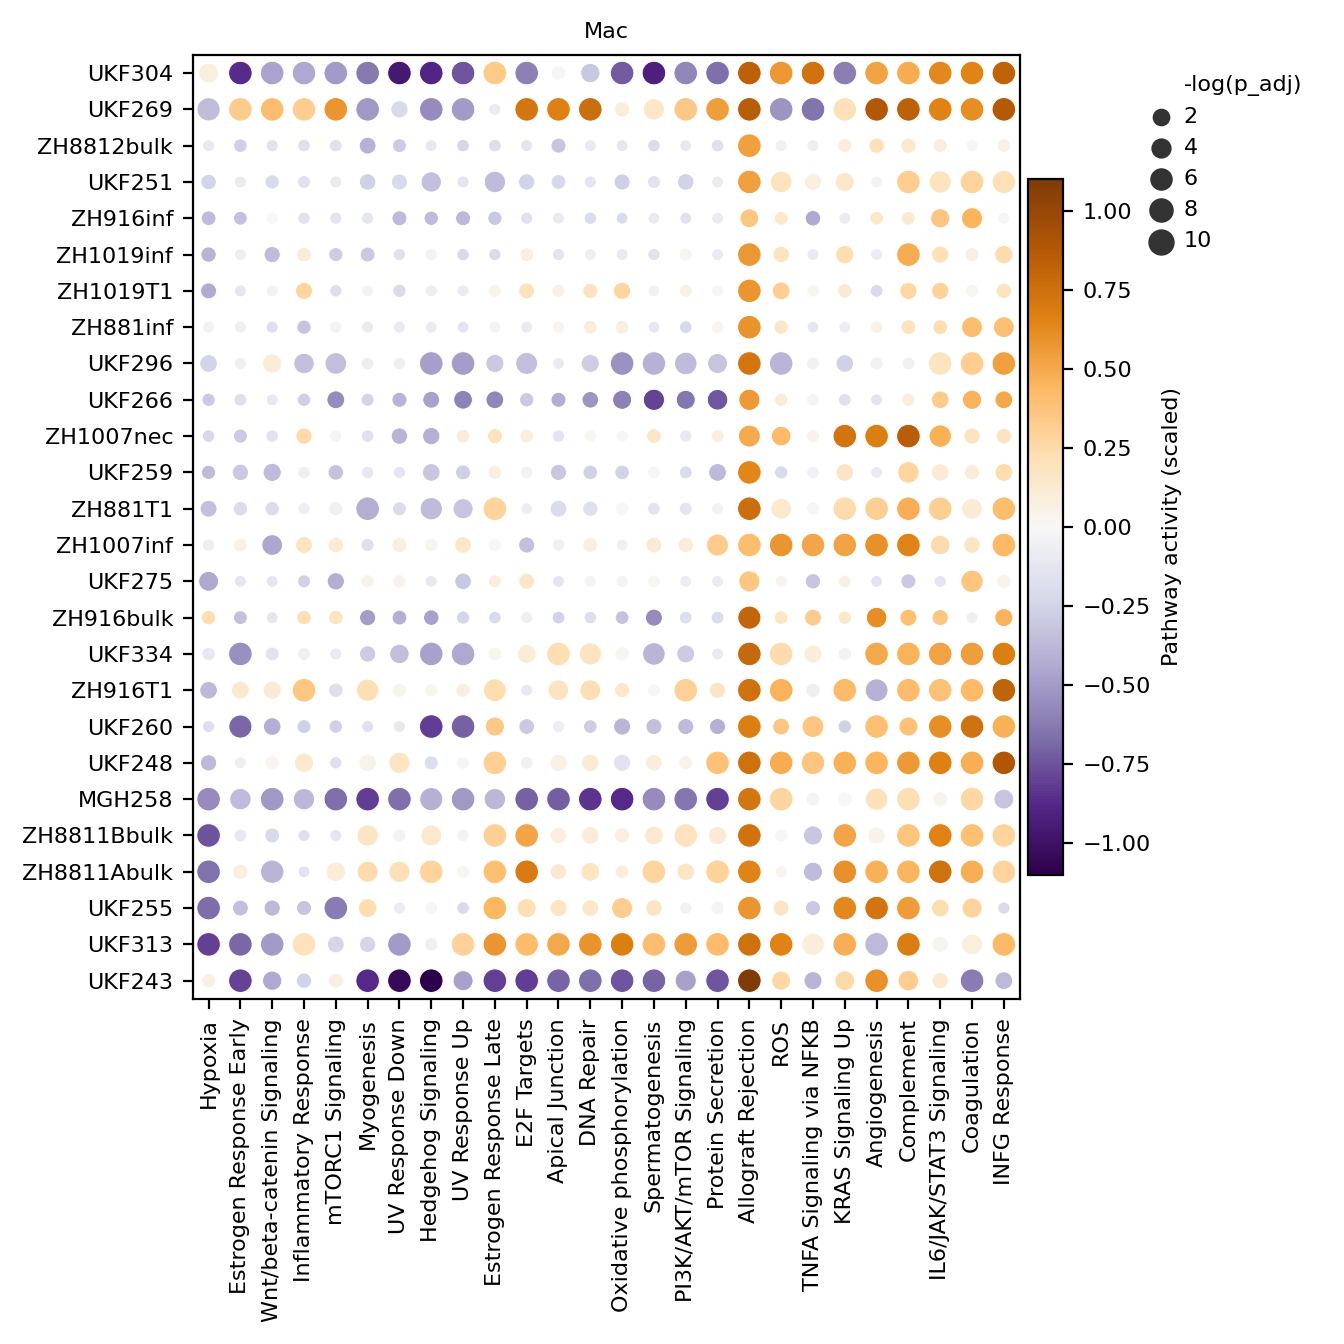 Mac
UKF304
UKF269
ZH8812bulk
UKF251
ZH916inf
ZH1019inf
ZH1019T1
ZH881inf
UKF296
UKF266
ZH1007nec
UKF259
ZH881T1
ZH1007inf
UKF275
ZH916bulk
UKF334
ZH916T1
UKF260
UKF248
MGH258
ZH8811Bbulk
ZH8811Abulk
UKF255
UKF313
UKF243
Hypoxia
Estrogen Response Early
Wnt/beta-catenin Signaling
Inflammatory Response
mTORC1 Signaling
Myogenesis
UV Response Down
Hedgehog Signaling
UV Response Up
Estrogen Response Late
E2F Targets
Apical Junction
DNA Repair
Oxidative phosphorylation
Spermatogenesis
PI3K/AKT/mTOR Signaling
Protein Secretion
Allograft Rejection
ROS
TNFA Signaling via NFKB
KRAS Signaling Up
Angiogenesis
Complement
IL6/JAK/STAT3 Signaling
Coagulation
INFG Response
1.00
0.75
0.50
0.25
0.00
−0.25
−0.50
−0.75
−1.00
Pathway activity (scaled)
-log(p_adj)
2
4
6
8
10